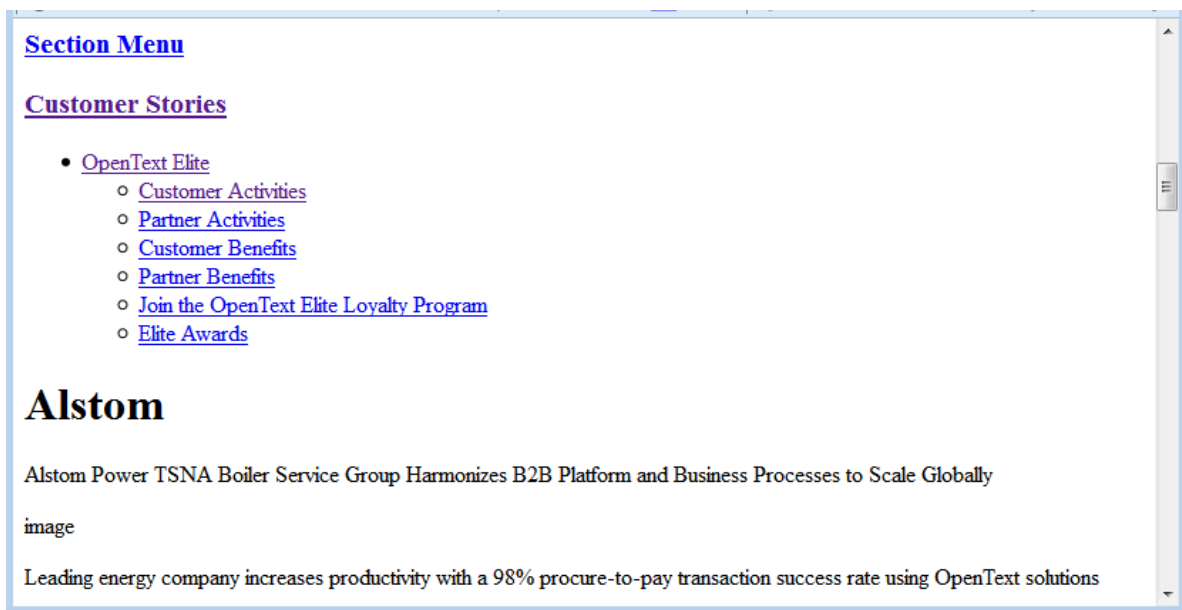 Section Menu
Customer Stories
OpenText Elite
Customer Activities
Partner Activities
Customer Benefits
Partner Benefits
Join the OpenText Elite Loyalty Program
Elite Awards
Alstom
Alstom Power TSNA Boiler Service Group Harmonizes B2B Platform and Business Processes to Scale Globally
image
Leading energy company increases productivity with a 98% procure-to-pay transaction success rate using OpenText solutions